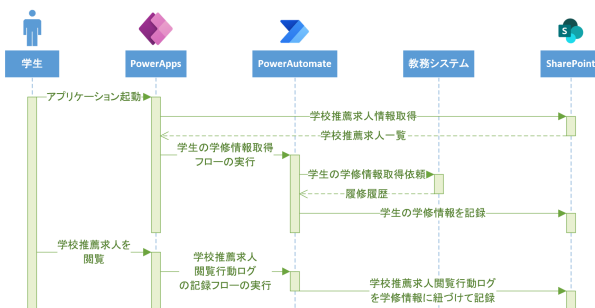 学生
PowerApps
PowerAutomate
教務システム
SharePoint
アプリケーション起動
学校推薦求人情報取得
学校推薦求人一覧
学生の学修情報取得
フローの実行
学生の学修情報取得依頼
履修履歴
学生の学修情報を記録
学校推薦求人を
閲覧
学校推薦求人
閲覧行動ログ
の記録フローの実行
学校推薦求人閲覧行動ログ
を学修情報に紐づけて記録